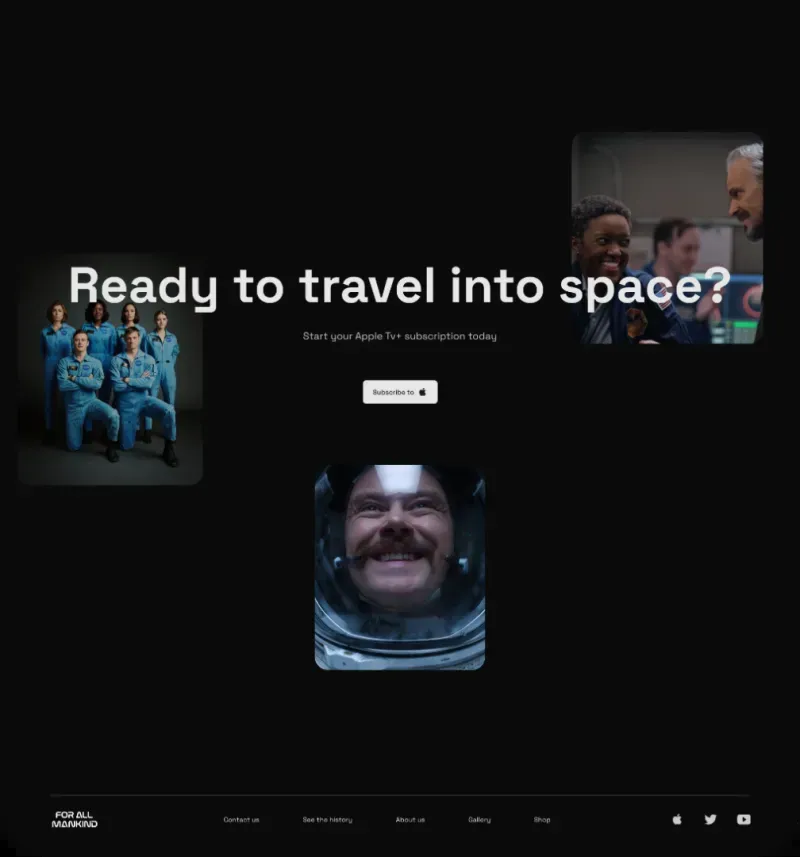 Ready to travel into space?
Start your Apple Tv+ subscription today
Subscribe to
FOR ALL
MANKIND
Contact us
See the history
About us
Gallery
Shop